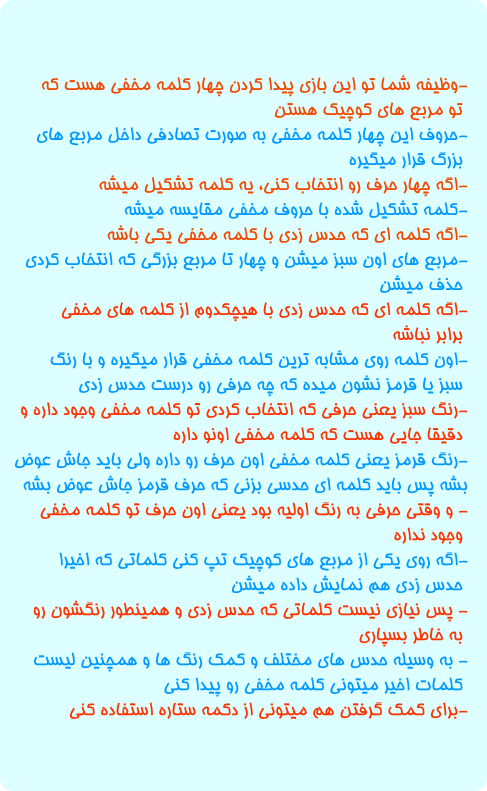 -وظیفه شما تو این بازی پیدا کردن چهار کلمه مخفی هست که
تو مربع های کوچیک هستن
-حروف این چهار کلمه مخفی به صورت تصادفی داخل مربع های
بزرگ قرار میگیره
-اگه چهار حرف رو انتخاب کنی، یه کلمه تشکیل میشه
-کلمه تشکیل شده با حروف مخفی مقایسه میشه
-اگه کلمه ای که حدس زدی با کلمه مخفی یکی باشه
-مربع های اون سبز میشن و چهار تا مربع بزرگی که انتخاب کردی
حذف میشن
-اگه کلمه ای که حدس زدی با هیچکدوم از کلمه های مخفی
برابر نباشه
-اون کلمه روی مشابه ترین کلمه مخفی قرار میگیره و با رنگ
سبز یا قرمز نشون میده که چه حرفی رو درست حدس زدی
-رنگ سبز یعنی حرفی که انتخاب کردی تو کلمه مخفی وجود داره و
دقیقا جایی هست که کلمه مخفی اونو داره
-رنگ قرمز یعنی کلمه مخفی اون حرف رو داره ولی باید جاش عوض
بشه پس باید کلمه ای حدسی بزنی که حرف قرمز جاش عوض بشه
- و وقتی حرفی به رنگ اولیه بود یعنی اون حرف تو کلمه مخفی
وجود نداره
-اگه روی یکی از مربع های کوچیک تپ کنی کلماتی که اخیرا
حدس زدی هم نمایش داده میشن
- پس نیازی نیست کلماتی که حدس زدی و همینطور رنگشون رو
به خاطر بسپاری
- به وسیله حدس های مختلف و کمک رنگ ها و همچنین لیست
کلمات اخیر میتونی کلمه مخفی رو پیدا کنی
-برای کمک گرفتن هم میتونی از دکمه ستاره استفاده کنی